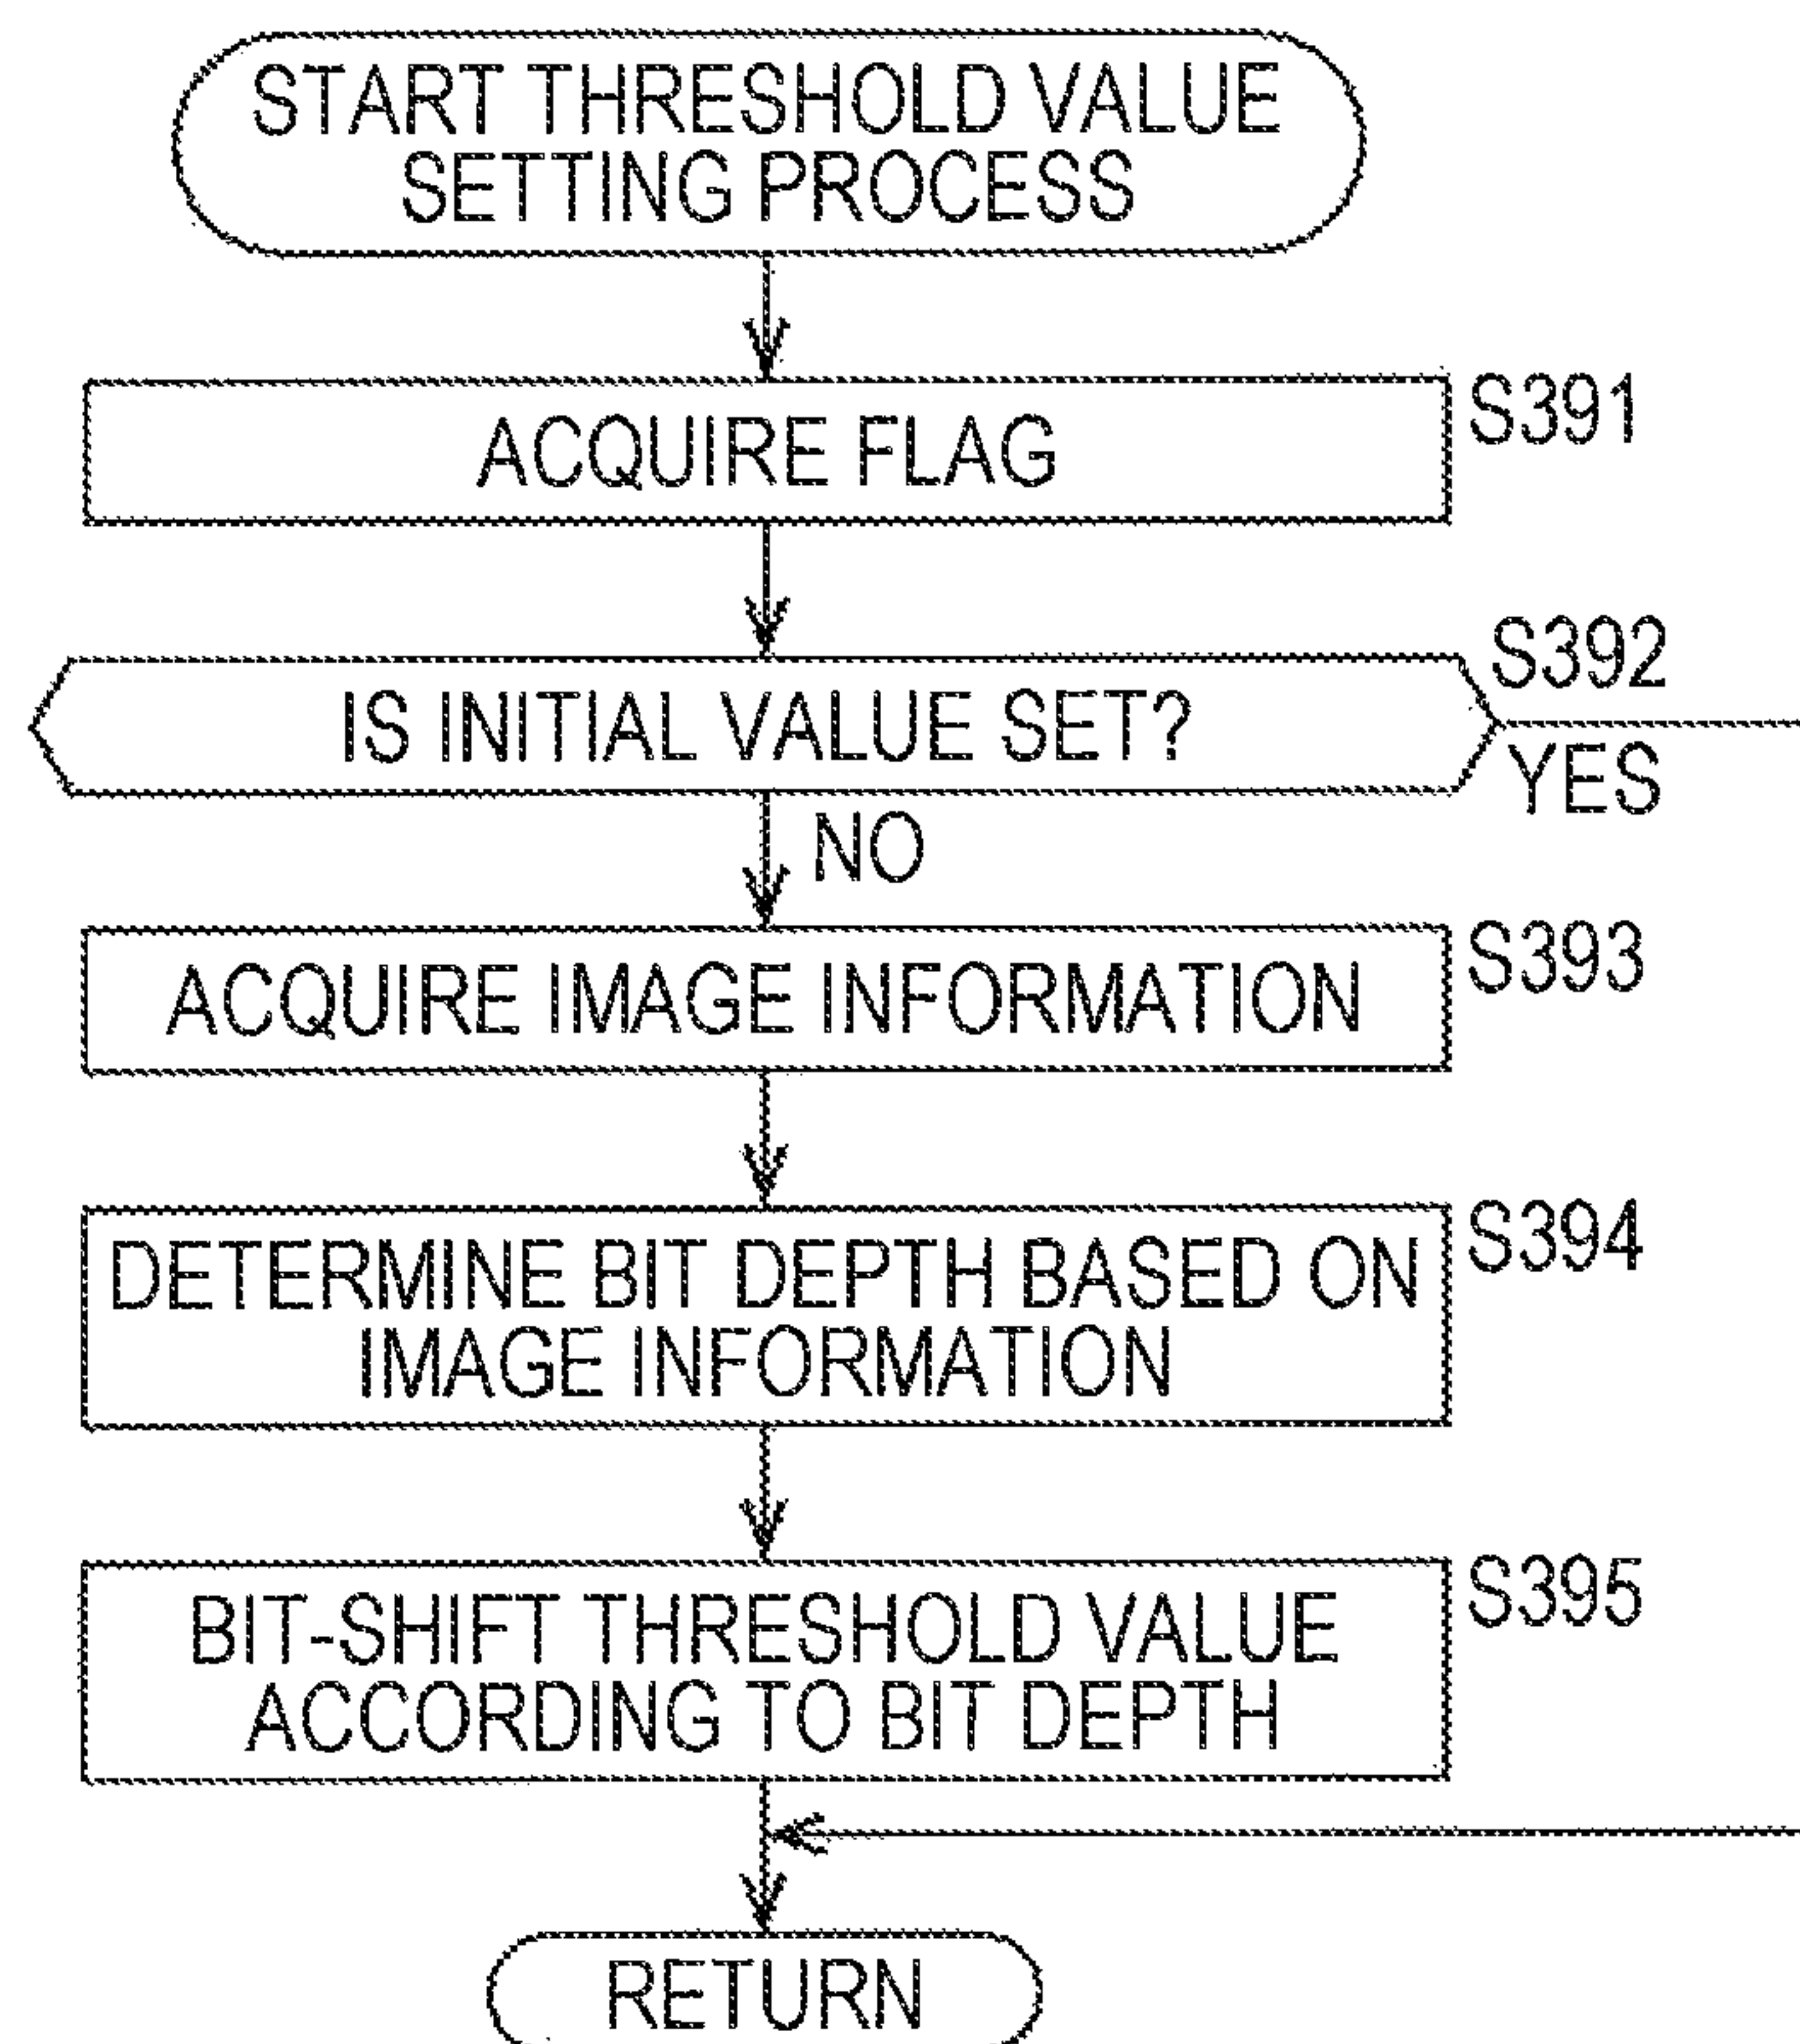 START THRESHOLD VALUE
SETTING PROCESS
ACQUIRE FLAG
S391
IS INITIAL VALUE SET?
S392
YES
NO
ACQUIRE IMAGE INFORMATION
S393
DETERMINE BIT DEPTH BASED ON
IMAGE INFORMATION
S394
BIT-SHIFT THRESHOLD VALUE
ACCORDING TO BIT DEPTH
S395
RETURN